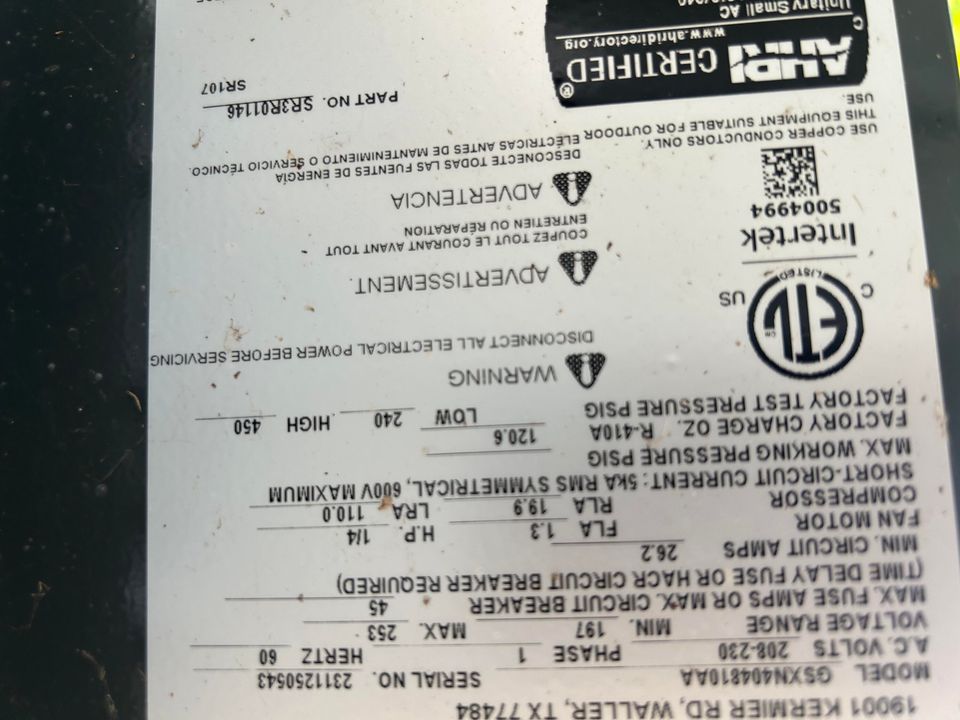 19001 KERMIER RD, WALLER, TX 77484
MODEL GSXN404810AA SERIAL NO. 2311250543
A.C. VOLTS 208-230 PHASE 1 HERTZ 60
VOLTAGE RANGE MIN. 197 MAX. 253
MAX. FUSE AMPS OR MAX. CIRCUIT BREAKER 45
(TIME DELAY FUSE OR HACR CIRCUIT BREAKER REQUIRED)
MIN. CIRCUIT AMPS 26.2
FAN MOTOR FLA 1.3 H.P. 1/4
COMPRESSOR RLA 19.9 LRA 110.0
SHORT-CIRCUIT CURRENT: 5kA RMS SYMMETRICAL, 600V MAXIMUM
MAX. WORKING PRESSURE PSIG
FACTORY CHARGE OZ. R-410A 120.6
FACTORY TEST PRESSURE PSIG LOW 240 HIGH 450
WARNING
DISCONNECT ALL ELECTRICAL POWER BEFORE SERVICING
ETL CM
LISTED
C US
AVERTISSEMENT
COUPEZ TOUT LE COURANT AVANT TOUT
ENTRETIEN OU RÉPARATION
Intertek
5004994
ADVERTENCIA
DESCONECTE TODAS LAS FUENTES DE ENERGÍA
ELÉCTRICAS ANTES DE MANTENIMIENTO O SERVICIO TÉCNICO
USE COPPER CONDUCTORS ONLY.
THIS EQUIPMENT SUITABLE FOR OUTDOOR
USE.
PART NO. SR3R01146
SR107
AHRI CERTIFIED®
www.ahridirectory.org
C
Unitary Small AC